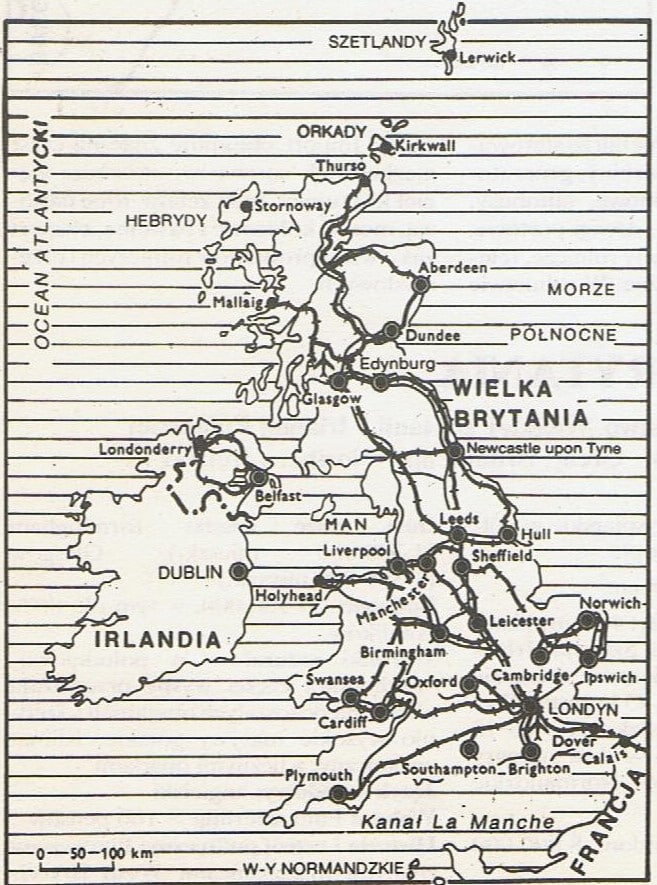 SZETLANDY
Lerwick
ORKADY
Kirkwall
Thurso
OCEAN ATLANTYCKI
Stornoway
HEBRYDY
Aberdeen
MORZE
Mallaig
PÓŁNOCNE
Dundee
Edynburg
WIELKA
BRYTANIA
Glasgow
Londonderry
Newcastle upon Tyne
Belfast
MAN
Leeds
Hull
Liverpool
Sheffield
DUBLIN
Holyhead
Manchester
Norwich
IRLANDIA
Leicester
Birmingham
Swansea
Oxford
Cambridge
Ipswich
Cardiff
LONDYN
Dover
Calais
Plymouth
Southampton
Brighton
Kanał La Manche
FRANCJA
0 50-100 km
W-Y NORMANDZKIE